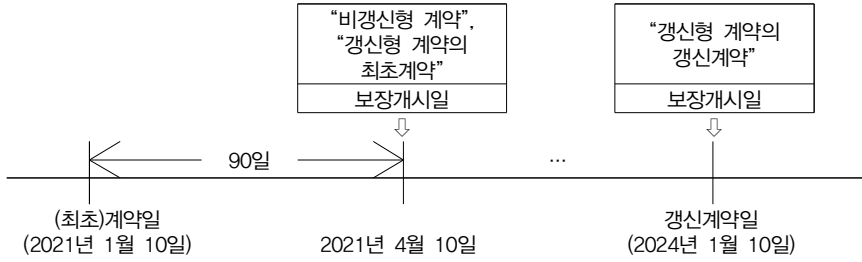 “비갱신형 계약”,
“갱신형 계약의
최초계약”
보장개시일
“갱신형 계약의
갱신계약”
보장개시일
90일
...
(최초)계약일
(2021년 1월 10일)
2021년 4월 10일
갱신계약일
(2024년 1월 10일)